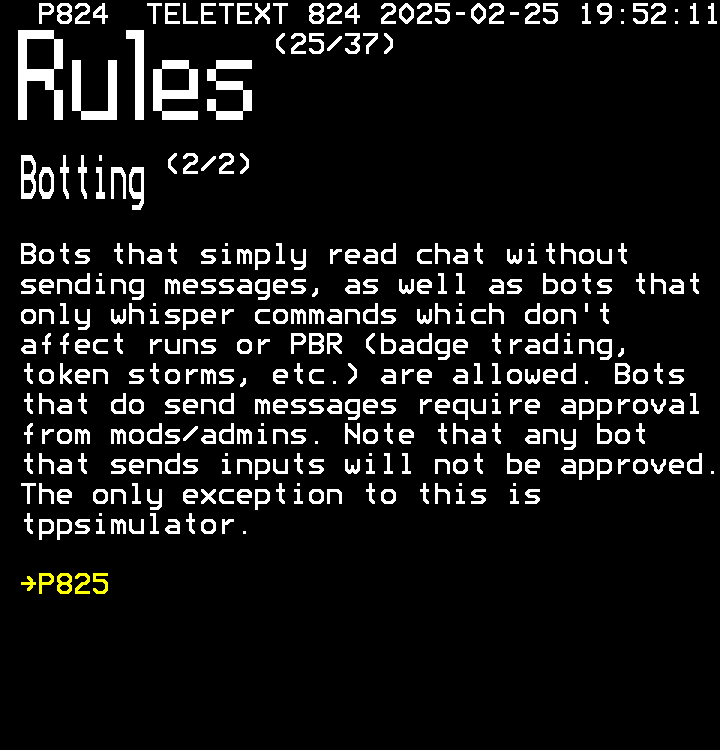 P824 TELETEXT 824 2025-02-25 19:52:11
Rules (25/37)
Botting (2/2)
Bots that simply read chat without
sending messages, as well as bots that
only whisper commands which don't
affect runs or PBR (badge trading,
token storms, etc.) are allowed. Bots
that do send messages require approval
from mods/admins. Note that any bot
that sends inputs will not be approved.
The only exception to this is
tppsimulator.
→P825